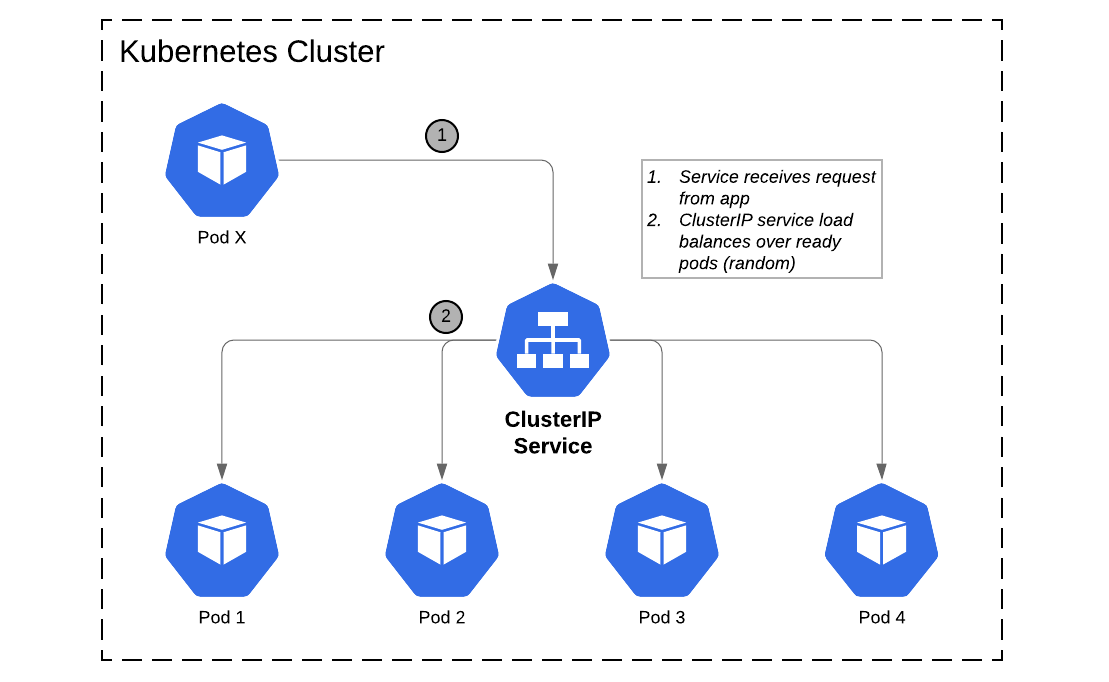 Kubernetes Cluster
1
Pod X
1. Service receives request
from app
2. ClusterIP service load
balances over ready
pods (random)
2
ClusterIP
Service
Pod 1
Pod 2
Pod 3
Pod 4